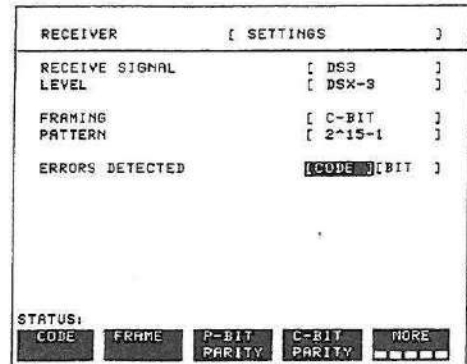 RECEIVER [ SETTINGS ]
RECEIVE SIGNAL [ DS3 ]
LEVEL [ DSX-3 ]
FRAMING [ C-BIT ]
PATTERN [ 2^15-1 ]
ERRORS DETECTED [CODE ][BIT ]
STATUS:
CODE FRAME P-BIT C-BIT MORE
PARITY PARITY